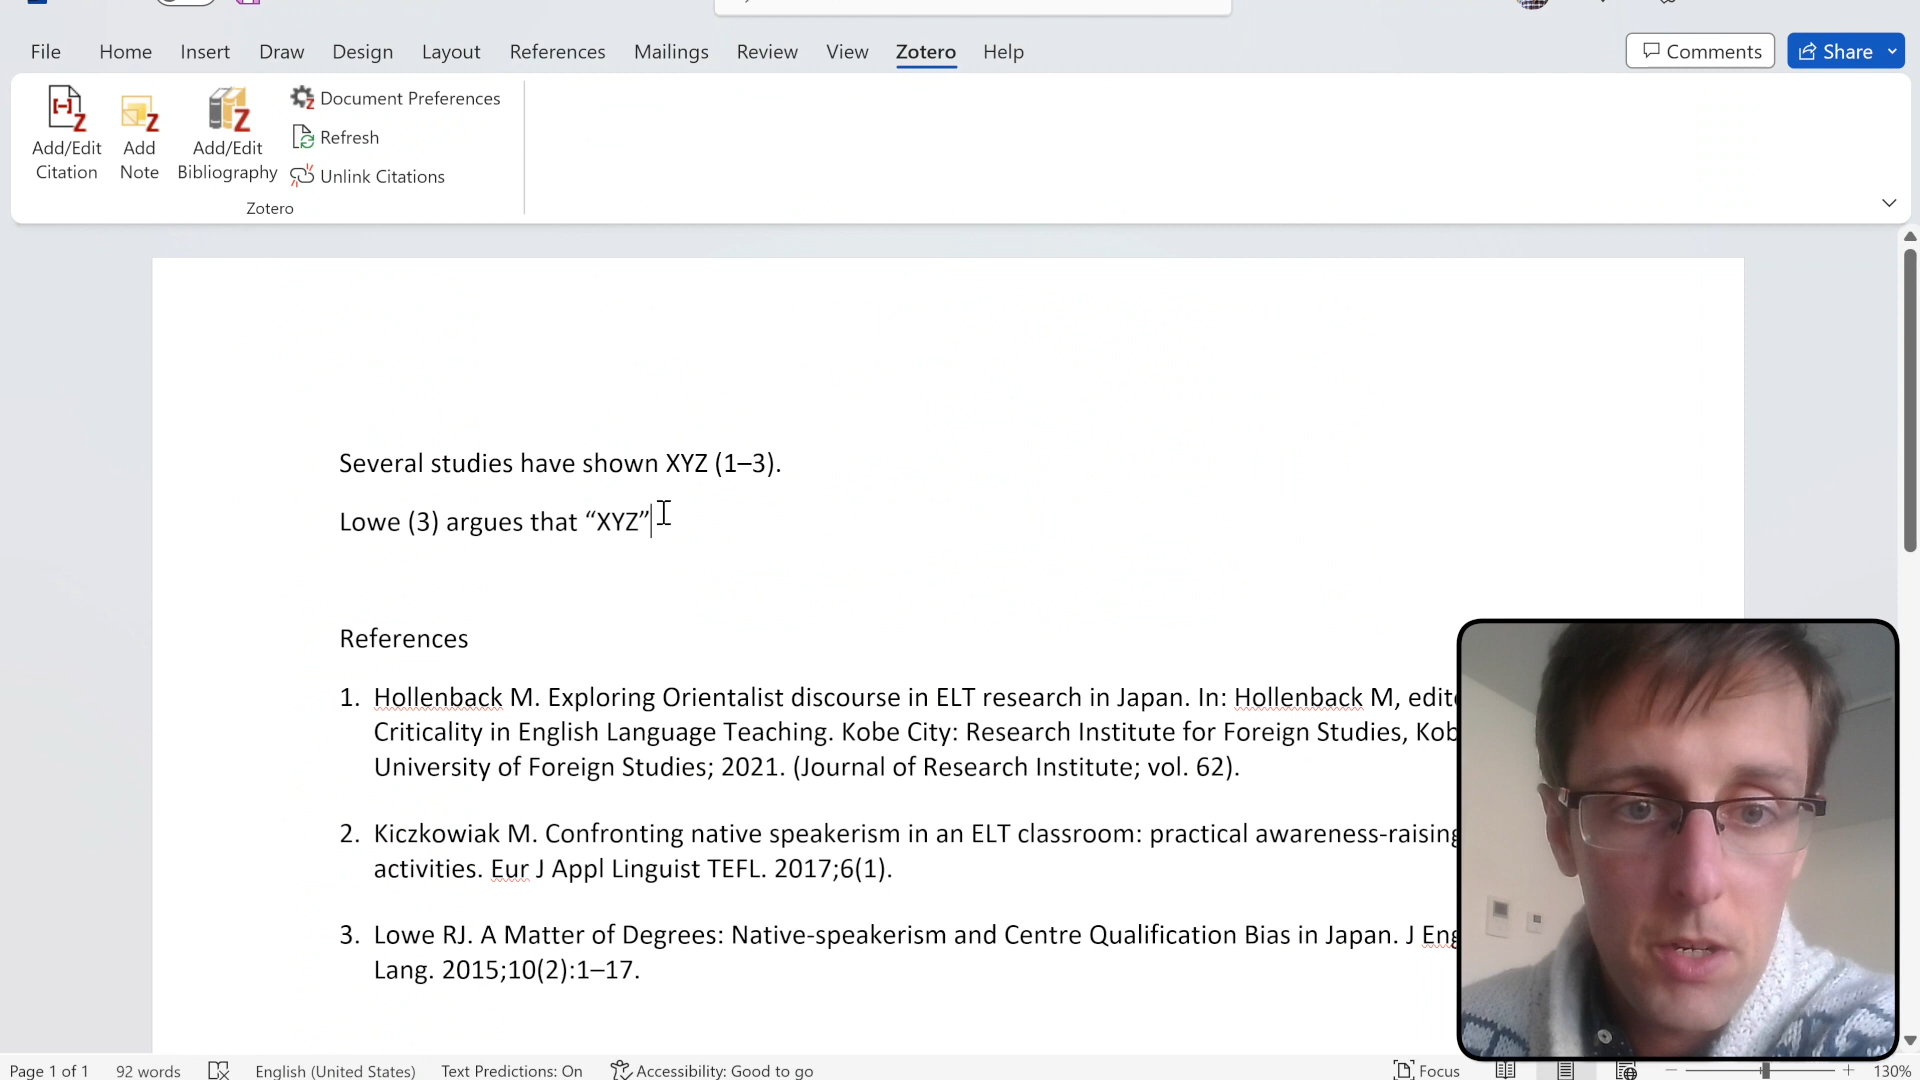 File Home Insert Draw Design Layout References Mailings Review View Zotero Help Comments Share
Add/Edit Citation
Add Note
Add/Edit Bibliography
Document Preferences
Refresh
Unlink Citations
Zotero
Several studies have shown XYZ (1–3).
Lowe (3) argues that “XYZ”
References
1. Hollenback M. Exploring Orientalist discourse in ELT research in Japan. In: Hollenback M,
Criticality in English Language Teaching. Kobe City: Research Institute for Foreign Studies,
University of Foreign Studies; 2021. (Journal of Research Institute; vol. 62).
2. Kiczkowiak M. Confronting native speakerism in an ELT classroom: practical awareness-raising
activities. Eur J Appl Linguist TEFL. 2017;6(1).
3. Lowe RJ. A Matter of Degrees: Native-speakerism and Centre Qualification Bias in Japan. J
Lang. 2015;10(2):1–17.
Page 1 of 1 92 words English (United States) Text Predictions: On Accessibility: Good to go Focus 130%